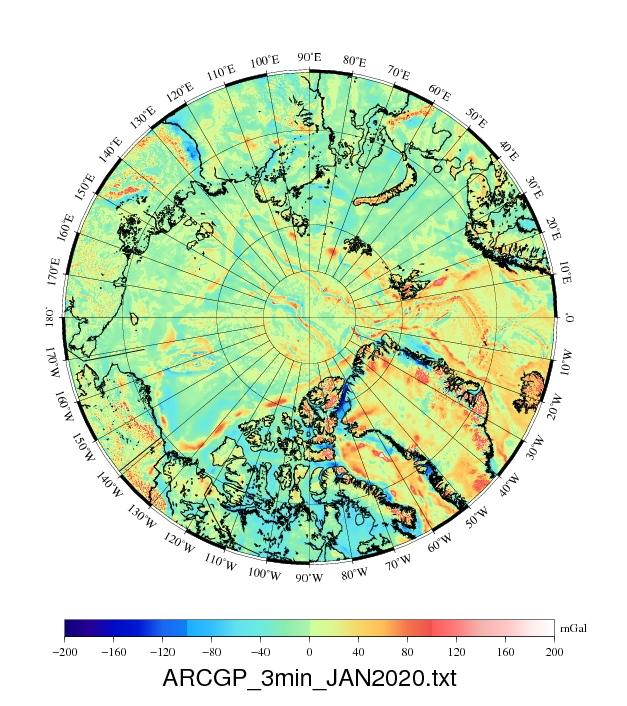 90°E
100°E
80°E
110°E
70°E
120°E
60°E
130°E
50°E
140°E
40°E
150°E
30°E
160°E
20°E
170°E
10°E
180°
0°
170°W
10°W
160°W
20°W
150°W
30°W
140°W
40°W
130°W
50°W
120°W
60°W
110°W
70°W
100°W
80°W
90°W
mGal
−200 −160 −120 −80 −40 0 40 80 120 160 200
ARCGP_3min_JAN2020.txt